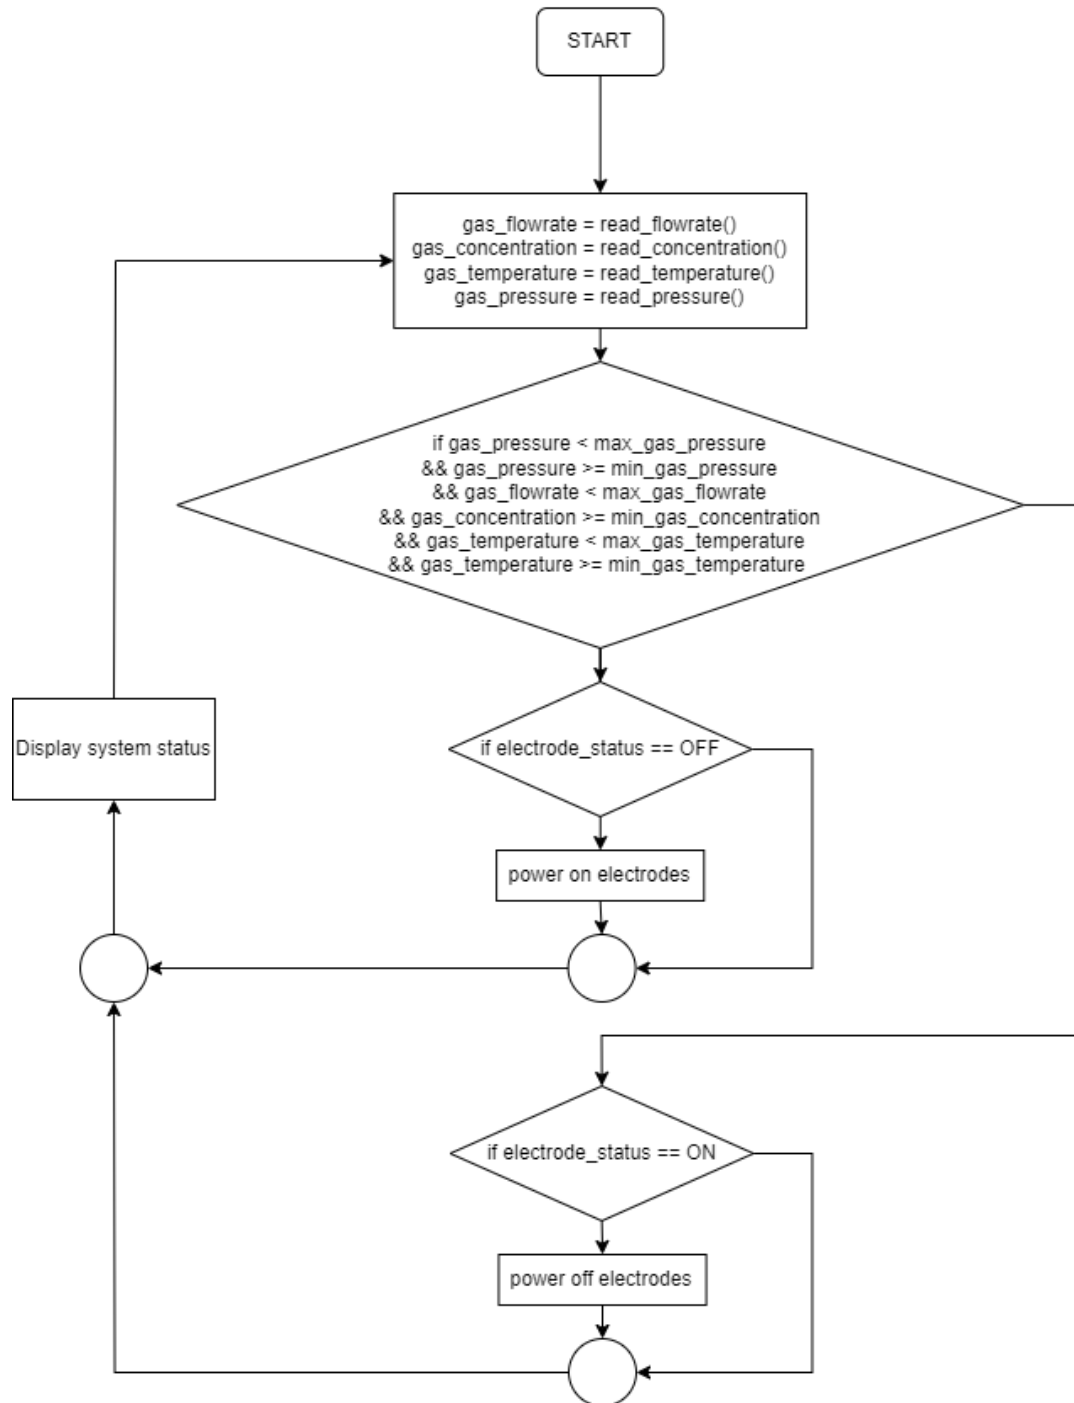 START
gas_flowrate = read_flowrate()
gas_concentration = read_concentration()
gas_temperature = read_temperature()
gas_pressure = read_pressure()
if gas_pressure < max_gas_pressure
&& gas_pressure >= min_gas_pressure
&& gas_flowrate < max_gas_flowrate
&& gas_concentration >= min_gas_concentration
&& gas_temperature < max_gas_temperature
&& gas_temperature >= min_gas_temperature
Display system status
if electrode_status == OFF
power on electrodes
if electrode_status == ON
power off electrodes